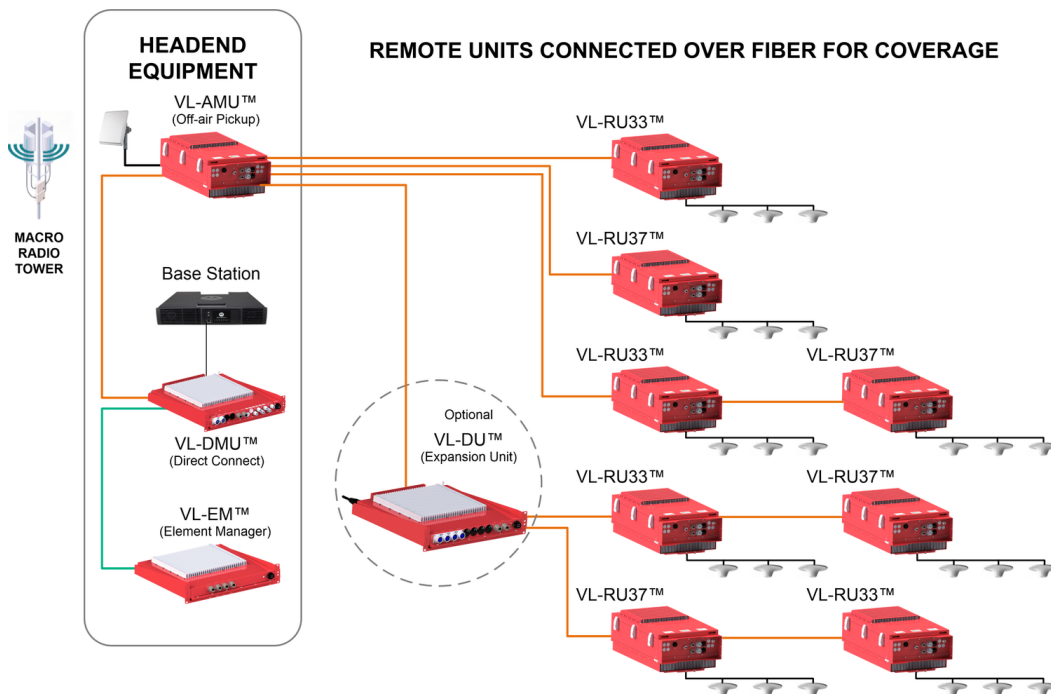 HEADEND
EQUIPMENT
REMOTE UNITS CONNECTED OVER FIBER FOR COVERAGE
VL-AMU™
(Off-air Pickup)
MACRO
RADIO
TOWER
Base Station
VL-DMU™
(Direct Connect)
VL-EM™
(Element Manager)
Optional
VL-DU™
(Expansion Unit)
VL-RU33™
VL-RU37™
VL-RU33™
VL-RU37™
VL-RU33™
VL-RU37™
VL-RU37™
VL-RU33™